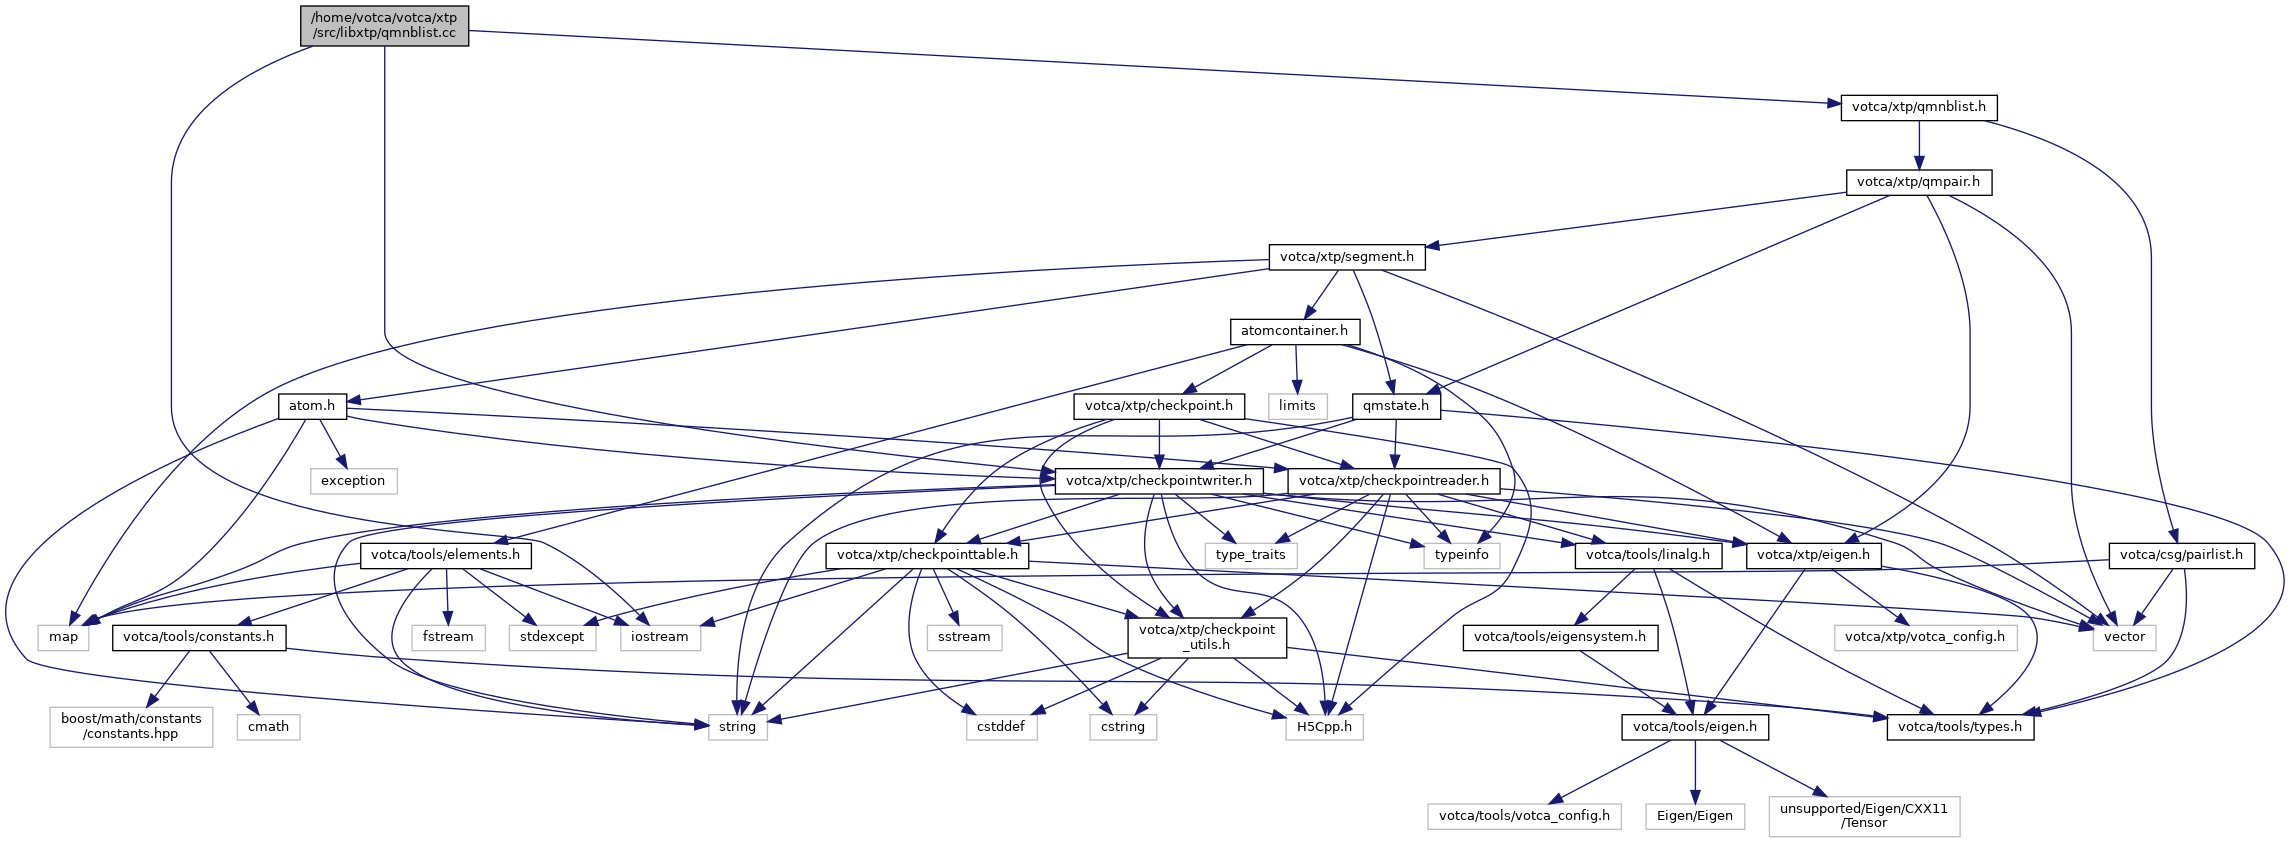 /home/votca/votca/xtp
/src/libxtp/qmnblist.cc
votca/xtp/qmnblist.h
votca/xtp/qmpair.h
votca/xtp/segment.h
atomcontainer.h
atom.h
votca/xtp/checkpoint.h
limits
qmstate.h
exception
votca/xtp/checkpointwriter.h
votca/xtp/checkpointreader.h
votca/tools/elements.h
votca/xtp/checkpointtable.h
type_traits
typeinfo
votca/tools/linalg.h
votca/xtp/eigen.h
votca/csg/pairlist.h
map
votca/tools/constants.h
fstream
stdexcept
iostream
sstream
votca/xtp/checkpoint
_utils.h
votca/tools/eigensystem.h
votca/xtp/votca_config.h
vector
boost/math/constants
/constants.hpp
cmath
string
cstddef
cstring
H5Cpp.h
votca/tools/eigen.h
votca/tools/types.h
votca/tools/votca_config.h
Eigen/Eigen
unsupported/Eigen/CXX11
/Tensor